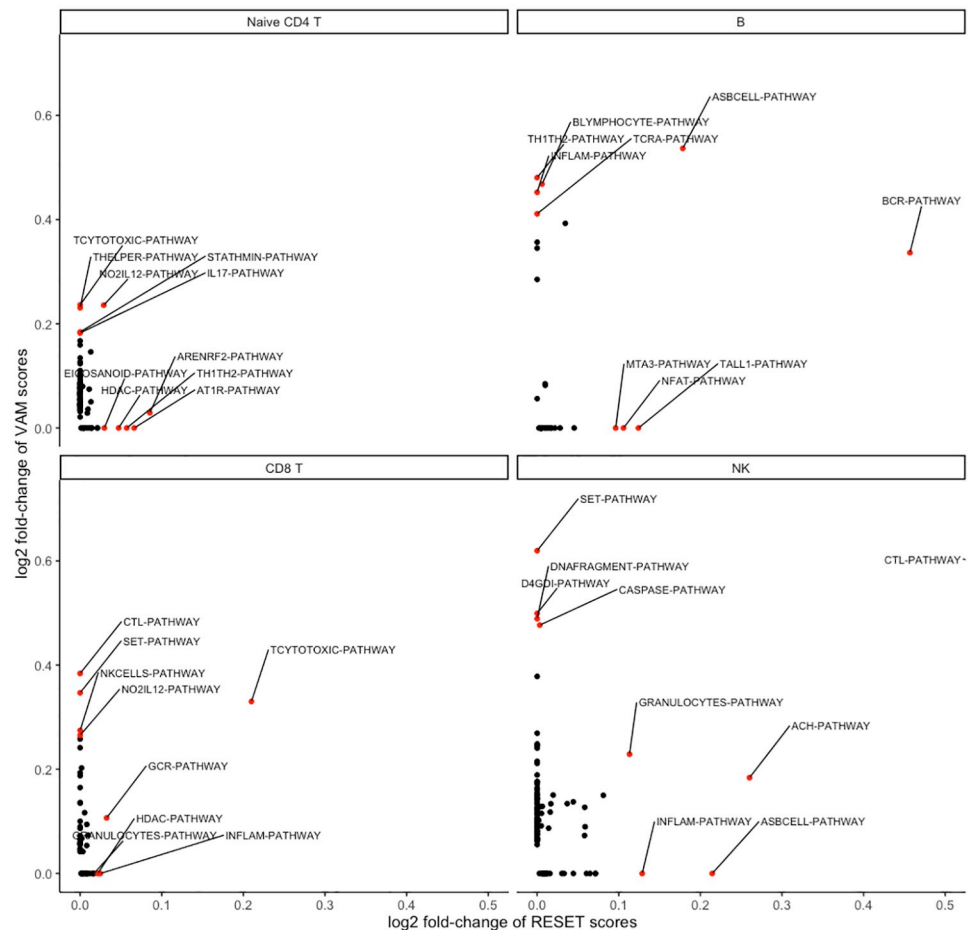 Naive CD4 T
B
ASBCELL-PATHWAY
BLYMPHOCYTE-PATHWAY
TH1TH2-PATHWAY
TCRA-PATHWAY
INFLAM-PATHWAY
BCR-PATHWAY
MTA3-PATHWAY
TALL1-PATHWAY
NFAT-PATHWAY
TCYTOTOXIC-PATHWAY
THELPER-PATHWAY
STATHMIN-PATHWAY
NO2IL12-PATHWAY
IL17-PATHWAY
ARENRF2-PATHWAY
EICOSANOID-PATHWAY
TH1TH2-PATHWAY
HDAC-PATHWAY
AT1R-PATHWAY
0.6
0.4
0.2
0.0
log2 fold-change of VAM scores
CD8 T
NK
CTL-PATHWAY
SET-PATHWAY
NKCELLS-PATHWAY
NO2IL12-PATHWAY
TCYTOTOXIC-PATHWAY
GCR-PATHWAY
HDAC-PATHWAY
GRANULOCYTES-PATHWAY
INFLAM-PATHWAY
SET-PATHWAY
CTL-PATHWAY
DNAFRAGMENT-PATHWAY
D4GDI-PATHWAY
CASPASE-PATHWAY
GRANULOCYTES-PATHWAY
ACH-PATHWAY
INFLAM-PATHWAY
ASBCELL-PATHWAY
0.6
0.4
0.2
0.0
0.0 0.1 0.2 0.3 0.4 0.5
0.0 0.1 0.2 0.3 0.4 0.5
log2 fold-change of RESET scores